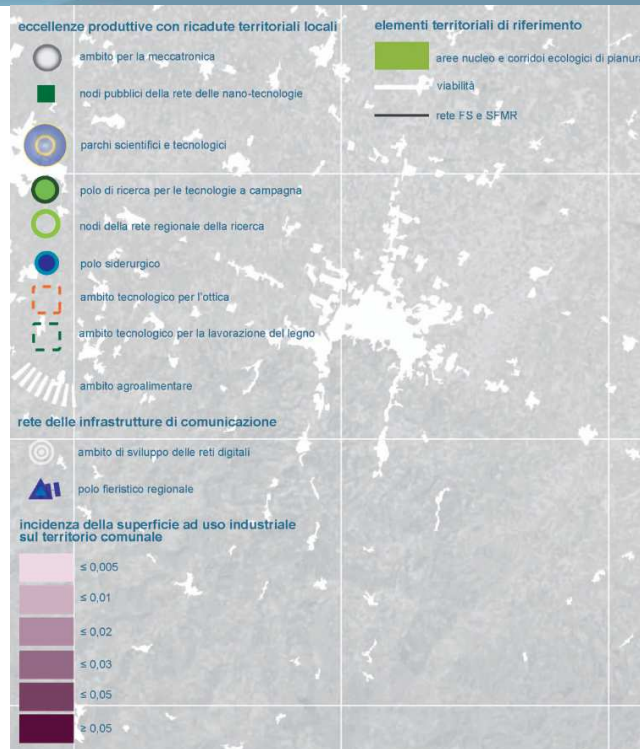 eccellenze produttive con ricadute territoriali locali
ambito per la meccatronica
nodi pubblici della rete delle nano-tecnologie
parchi scientifici e tecnologici
polo di ricerca per le tecnologie a campagna
nodi della rete regionale della ricerca
polo siderurgico
ambito tecnologico per l'ottica
ambito tecnologico per la lavorazione del legno
ambito agroalimentare
rete delle infrastrutture di comunicazione
ambito di sviluppo delle reti digitali
polo fieristico regionale
incidenza della superficie ad uso industriale
sul territorio comunale
≤ 0,005
≤ 0,01
≤ 0,02
≤ 0,03
≤ 0,05
≥ 0,05
elementi territoriali di riferimento
aree nucleo e corridoi ecologici di pianura
viabilità
rete FS e SFMR